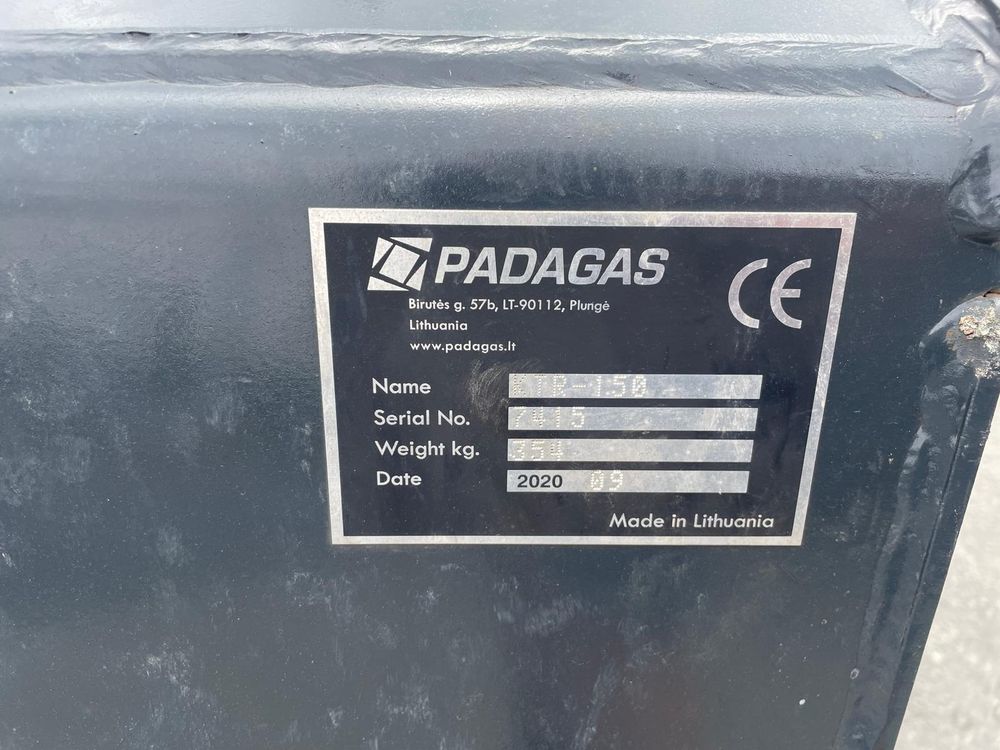 PADAGAS
Birutės g. 57b, LT-90112, Plungė
Lithuania
www.padagas.lt
CE
Name KTR-150
Serial No. 7415
Weight kg. 354
Date 2020 09
Made in Lithuania